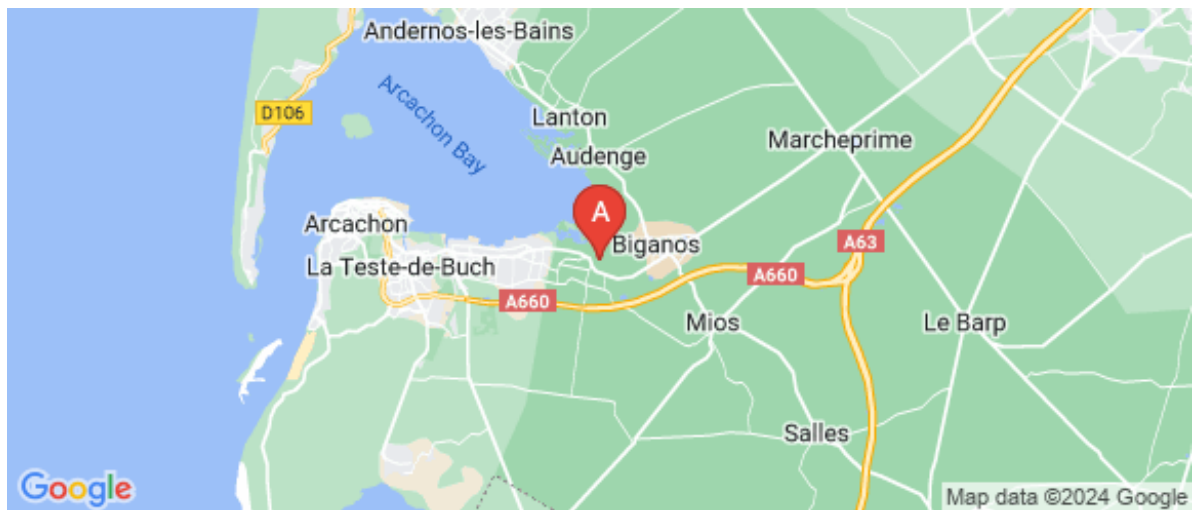 Andernos-les-Bains
D106
Arcachon Bay
Lanton
Marcheprime
Audenge
A
Arcachon
Biganos
A63
La Teste-de-Buch
A660
A660
Mios
Le Barp
Salles
Google
Map data ©2024 Google